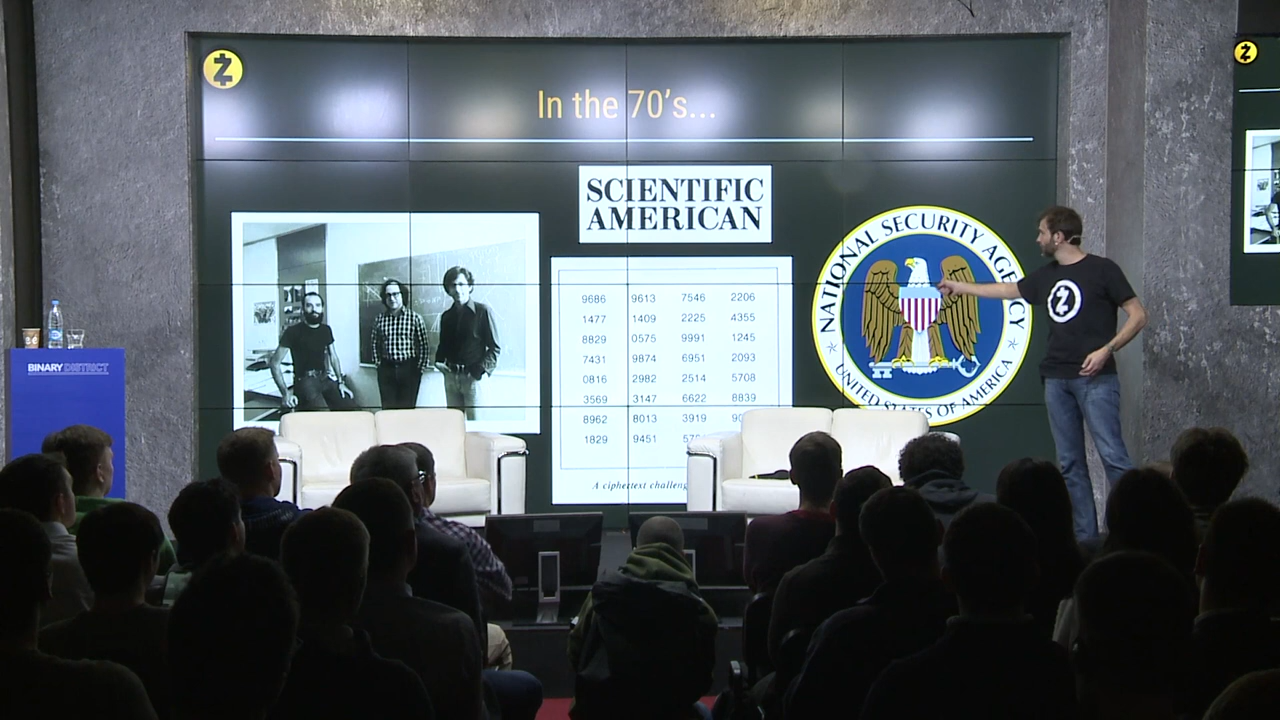 In the 70's...
SCIENTIFIC
AMERICAN
NATIONAL SECURITY AGENCY
UNITED STATES OF AMERICA
9686 9613 7546 2206
1477 1409 2225 4355
8829 0575 9991 1245
7431 9874 6951 2093
0816 2982 2514 5708
3569 3147 6622 8839
8962 8013 3919
1829 9451
A ciphertext
BINARY DISTRICT